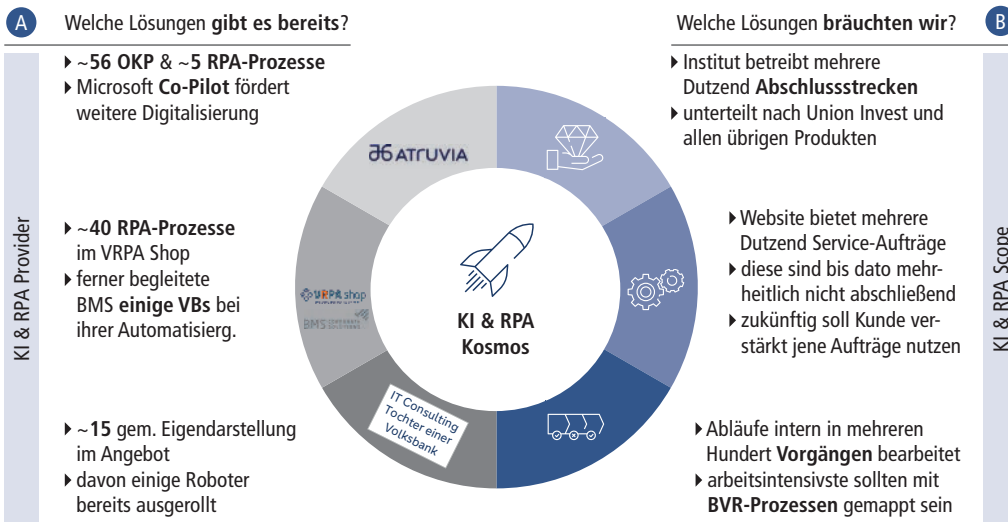 A
Welche Lösungen gibt es bereits?
KI & RPA Provider
▸ ~56 OKP & ~5 RPA-Prozesse
▸ Microsoft Co-Pilot fördert
weitere Digitalisierung
▸ ~40 RPA-Prozesse
im VRPA Shop
▸ ferner begleitete
BMS einige VBs bei
ihrer Automatisierg.
▸ ~15 gem. Eigendarstellung
im Angebot
▸ davon einige Roboter
bereits ausgerollt
ATRUVIA
VRPA shop
BMS
IT Consulting
Tochter einer
Volksbank
KI & RPA
Kosmos
Welche Lösungen bräuchten wir?
B
▸ Institut betreibt mehrere
Dutzend Abschlussstrecken
▸ unterteilt nach Union Invest und
allen übrigen Produkten
▸ Website bietet mehrere
Dutzend Service-Aufträge
▸ diese sind bis dato mehr-
heitlich nicht abschließend
▸ zukünftig soll Kunde ver-
stärkt jene Aufträge nutzen
▸ Abläufe intern in mehreren
Hundert Vorgängen bearbeitet
▸ arbeitsintensivste sollten mit
BVR-Prozessen gemappt sein
KI & RPA Scope